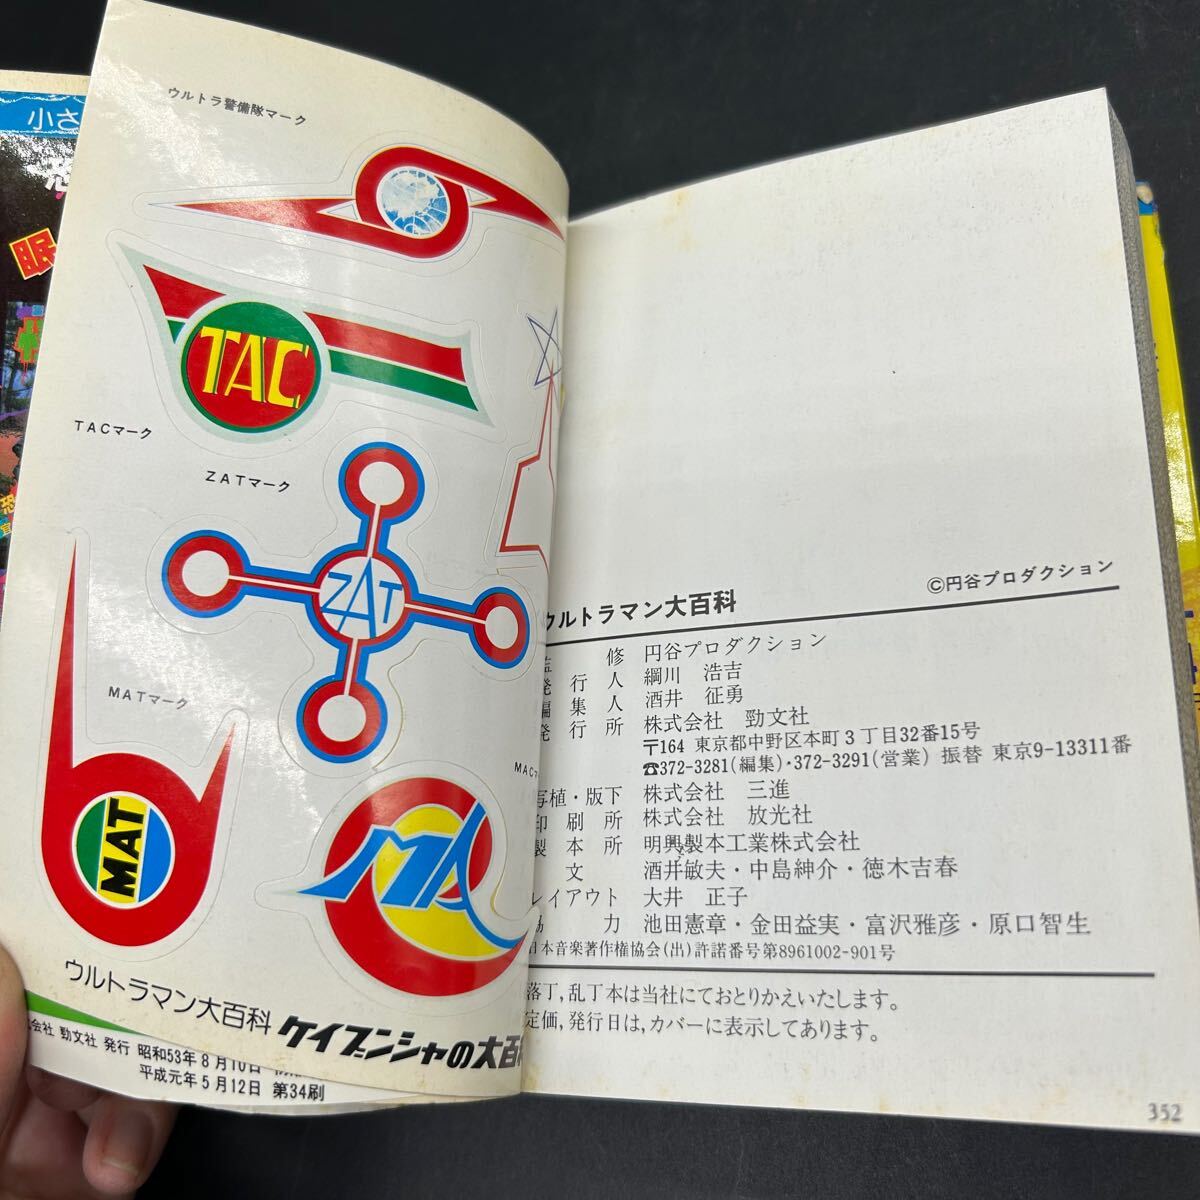 小さ
眠
ウルトラ警備隊マーク
TAC
TACマーク
ZATマーク
ZAT
MATマーク
MAT
MAC
ウルトラマン大百科 ケイブンシャの大百
勁文社 発行 昭和53年8月10日
平成元年5月12日 第34刷
©円谷プロダクション
ウルトラマン大百科
監修 円谷プロダクション
発行人 綱川 浩吉
編集人 酒井 征勇
発行所 株式会社 勁文社
〒164 東京都中野区本町3丁目32番15号
☎372-3281(編集)・372-3291(営業) 振替 東京9-13311番
写植・版下 株式会社 三進
印刷所 株式会社 放光社
製本所 明興製本工業株式会社
文 酒井敏夫・中島紳介・徳木吉春
レイアウト 大井 正子
協力 池田憲章・金田益実・富沢雅彦・原口智生
日本音楽著作権協会(出)許諾番号第8961002-901号
落丁,乱丁本は当社にておとりかえいたします。
定価,発行日は,カバーに表示してあります。
352